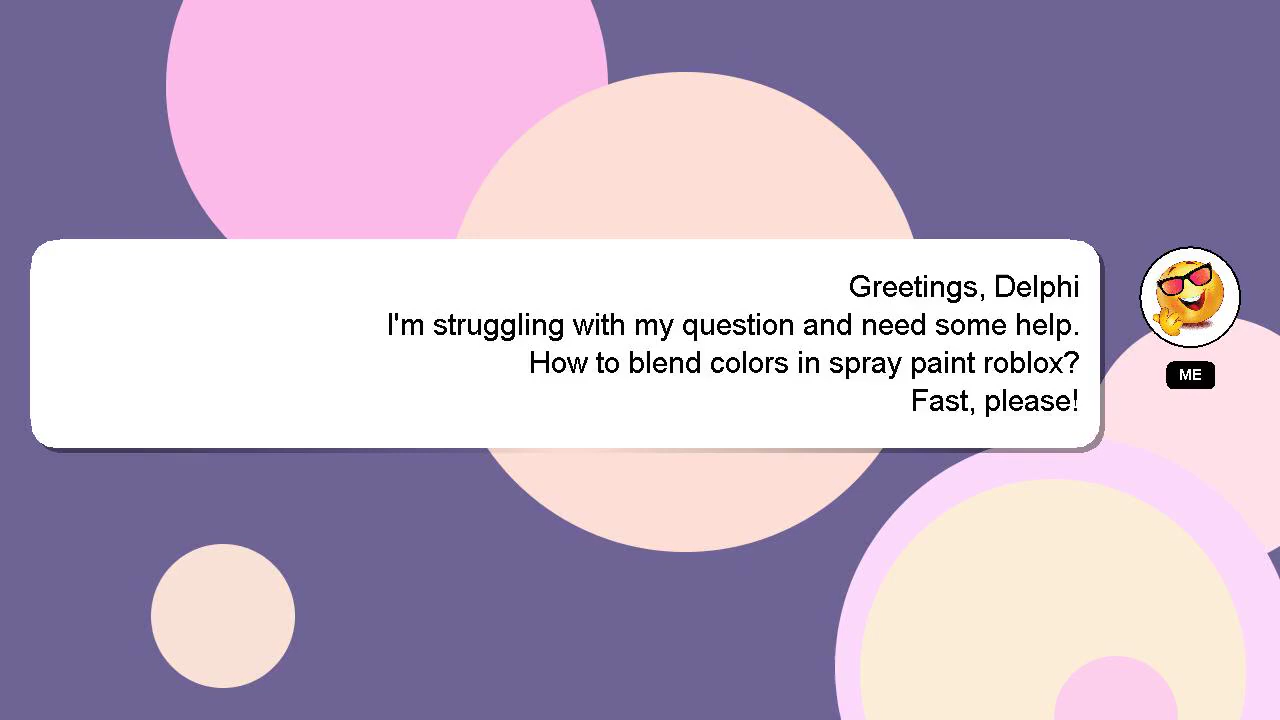 Greetings, Delphi
I'm struggling with my question and need some help.
How to blend colors in spray paint roblox?
Fast, please!
ME